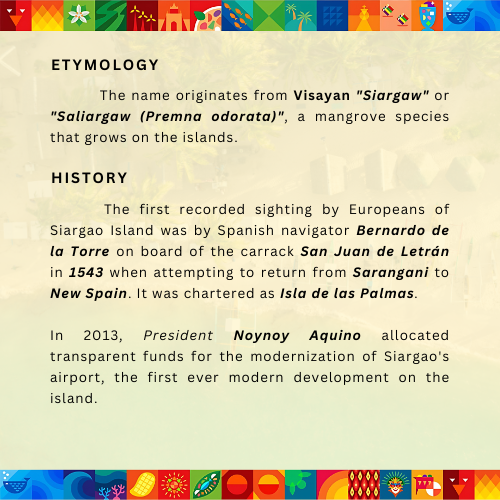 ETYMOLOGY
The name originates from Visayan "Siargaw" or
"Saliargaw (Premna odorata)", a mangrove species
that grows on the islands.
HISTORY
The first recorded sighting by Europeans of
Siargao Island was by Spanish navigator Bernardo de
la Torre on board of the carrack San Juan de Letrán
in 1543 when attempting to return from Sarangani to
New Spain. It was chartered as Isla de las Palmas.
In 2013, President Noynoy Aquino allocated
transparent funds for the modernization of Siargao's
airport, the first ever modern development on the
island.